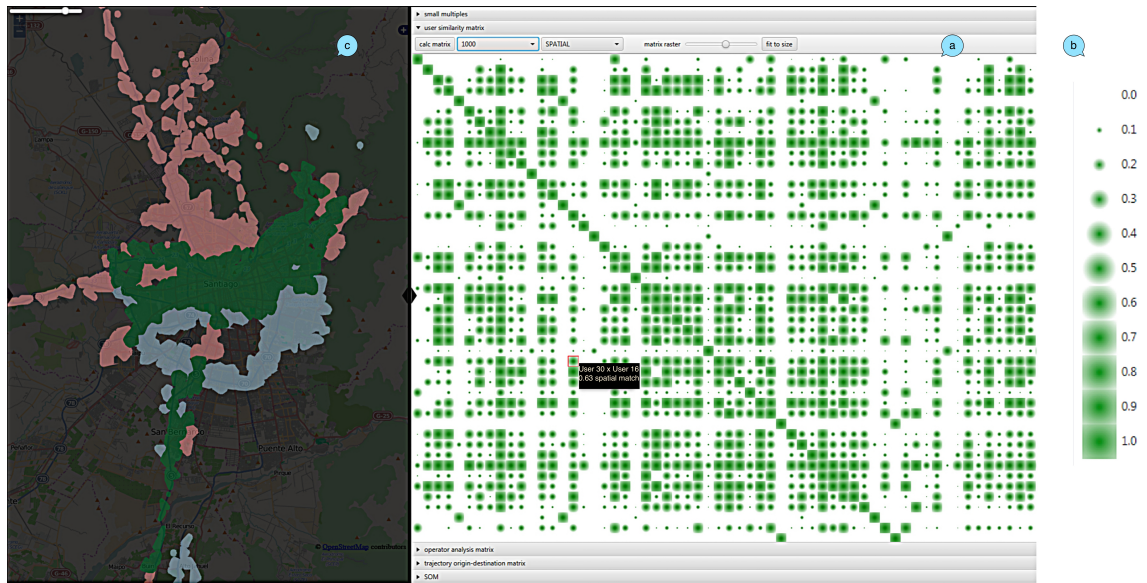 small multiples
user similarity matrix
calc matrix 1000 SPATIAL matrix raster fit to size
c
a
b
0.0
0.1
0.2
0.3
0.4
0.5
0.6
0.7
0.8
0.9
1.0
Colina
Lampa
Santiago
User 30 x User 16
0.63 spatial match
Puente Alto
Pirque
© OpenStreetMap contributors
operator analysis matrix
trajectory origin-destination matrix
SOM